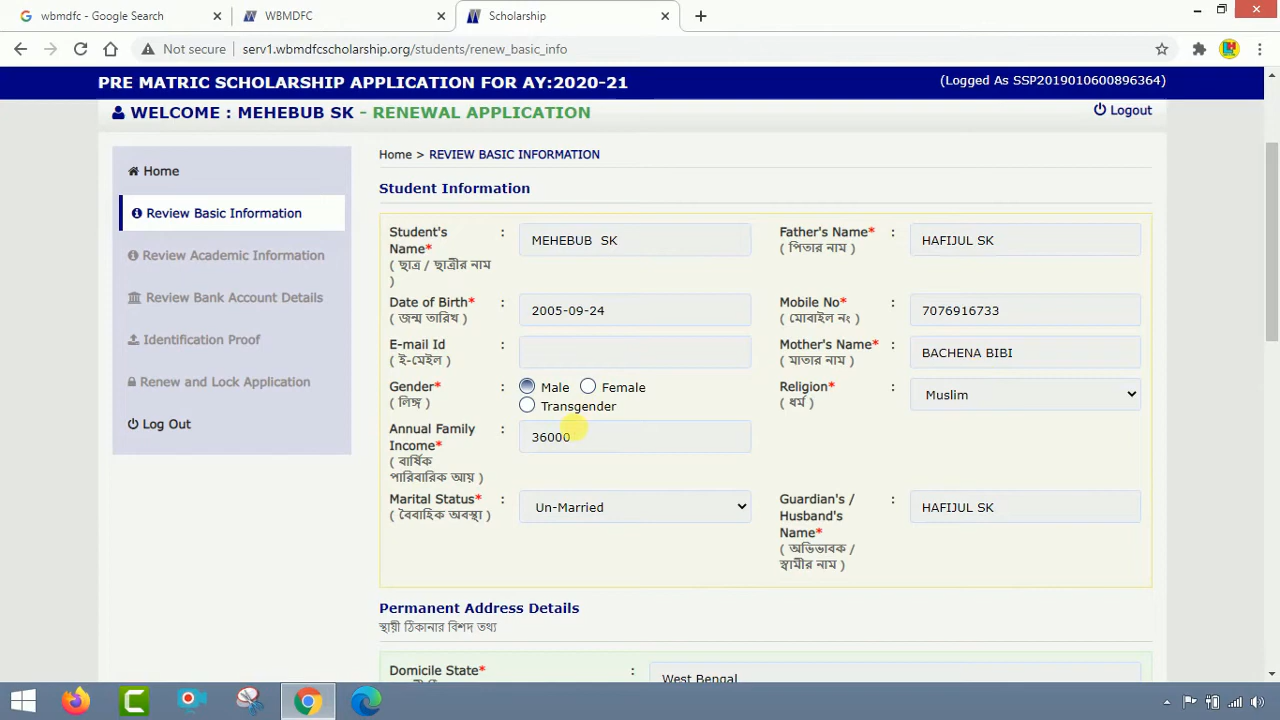 wbmdfc - Google Search
WBMDFC
Scholarship
Not secure
serv1.wbmdfcscholarship.org/students/renew_basic_info
PRE MATRIC SCHOLARSHIP APPLICATION FOR AY:2020-21
(Logged As SSP2019010600896364)
WELCOME : MEHEBUB SK - RENEWAL APPLICATION
Logout
Home
Review Basic Information
Review Academic Information
Review Bank Account Details
Identification Proof
Renew and Lock Application
Log Out
Home > REVIEW BASIC INFORMATION
Student Information
Student's Name* : MEHEBUB SK
( ছাত্র / ছাত্রীর নাম )
Father's Name* : HAFIJUL SK
( পিতার নাম )
Date of Birth* : 2005-09-24
( জন্ম তারিখ )
Mobile No* : 7076916733
( মোবাইল নং )
E-mail Id :
( ই-মেইল )
Mother's Name* : BACHENA BIBI
( মাতার নাম )
Gender* : Male Female
( লিঙ্গ ) Transgender
Religion* : Muslim
( ধর্ম )
Annual Family Income* : 36000
( বার্ষিক পারিবারিক আয় )
Marital Status* : Un-Married
( বৈবাহিক অবস্থা )
Guardian's / Husband's Name* : HAFIJUL SK
( অভিভাবক / স্বামীর নাম )
Permanent Address Details
স্থায়ী ঠিকানার বিশদ তথ্য
Domicile State* : West Bengal